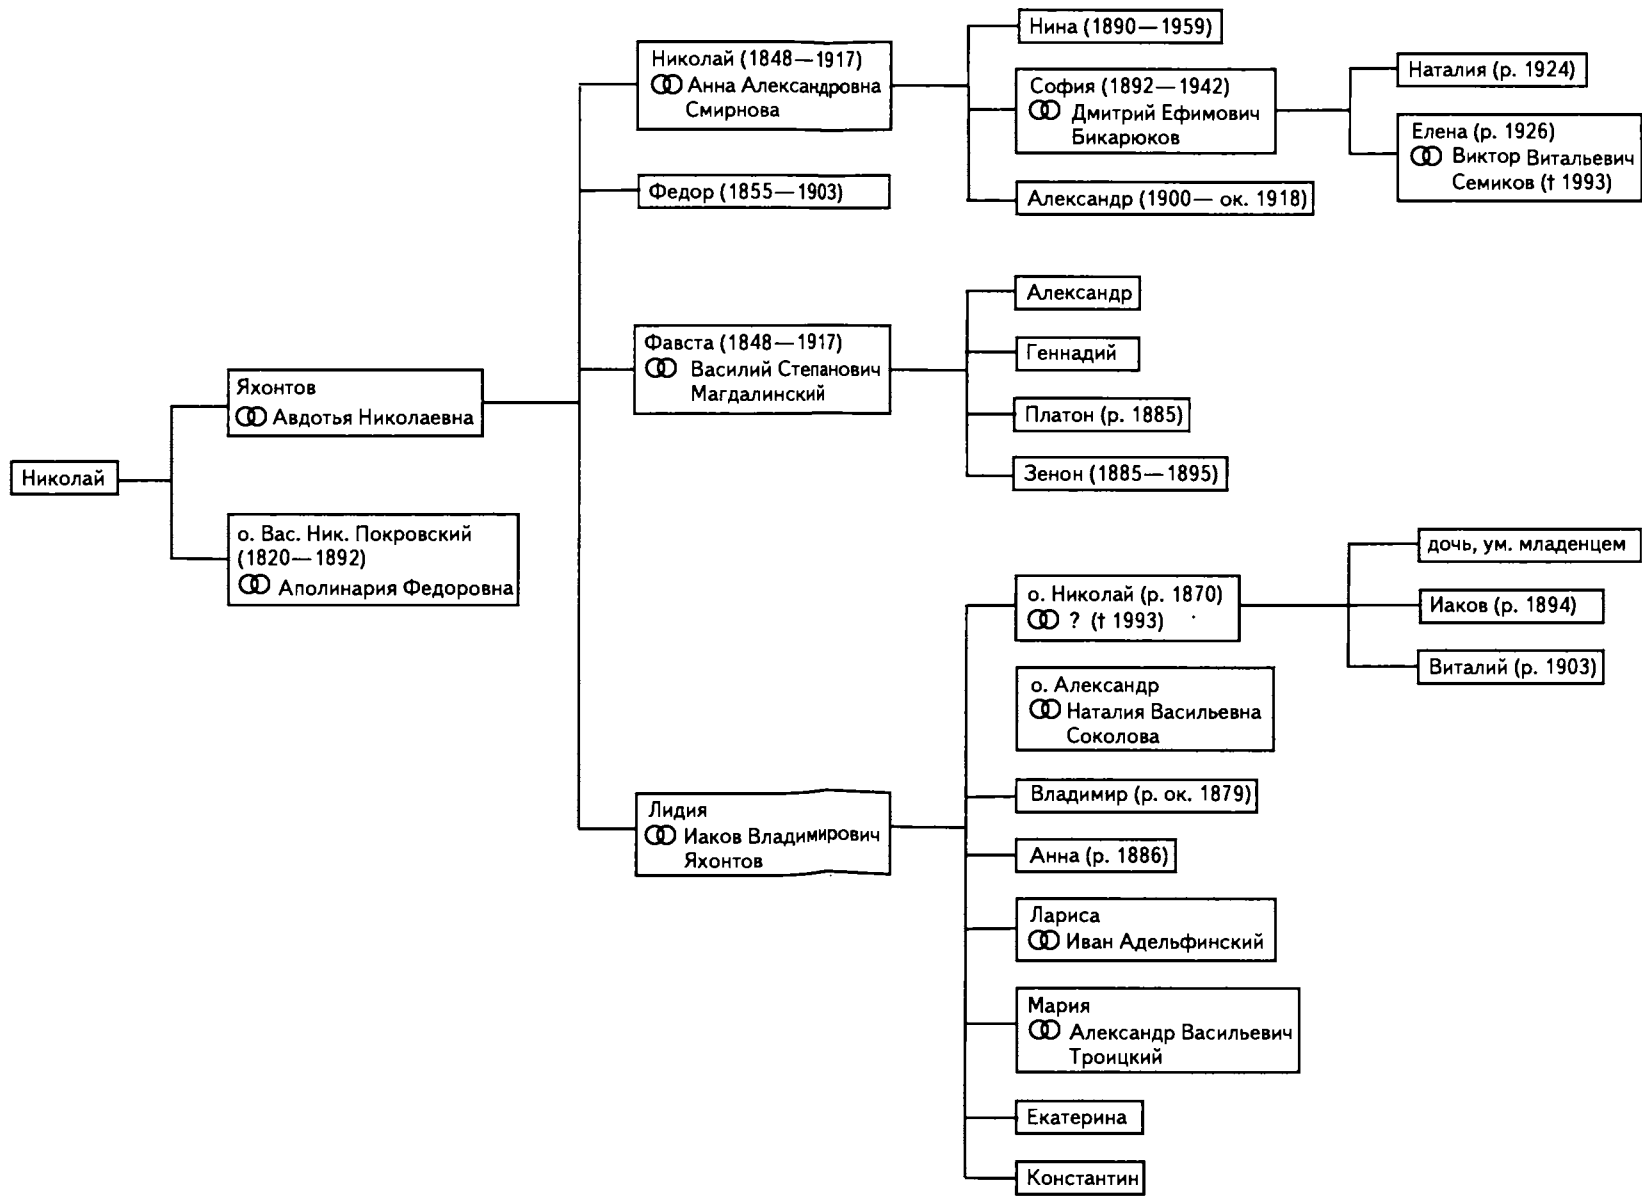 Николай
Яхонтов
Авдотья Николаевна
о. Вас. Ник. Покровский
(1820—1892)
Аполинария Федоровна
Николай (1848—1917)
Анна Александровна
Смирнова
Федор (1855—1903)
Фавста (1848—1917)
Василий Степанович
Магдалинский
Лидия
Иаков Владимирович
Яхонтов
Нина (1890—1959)
София (1892—1942)
Дмитрий Ефимович
Бикарюков
Александр (1900— ок. 1918)
Александр
Геннадий
Платон (р. 1885)
Зенон (1885—1895)
о. Николай (р. 1870)
? († 1993)
о. Александр
Наталия Васильевна
Соколова
Владимир (р. ок. 1879)
Анна (р. 1886)
Лариса
Иван Адельфинский
Мария
Александр Васильевич
Троицкий
Екатерина
Константин
Наталия (р. 1924)
Елена (р. 1926)
Виктор Витальевич
Семиков († 1993)
дочь, ум. младенцем
Иаков (р. 1894)
Виталий (р. 1903)